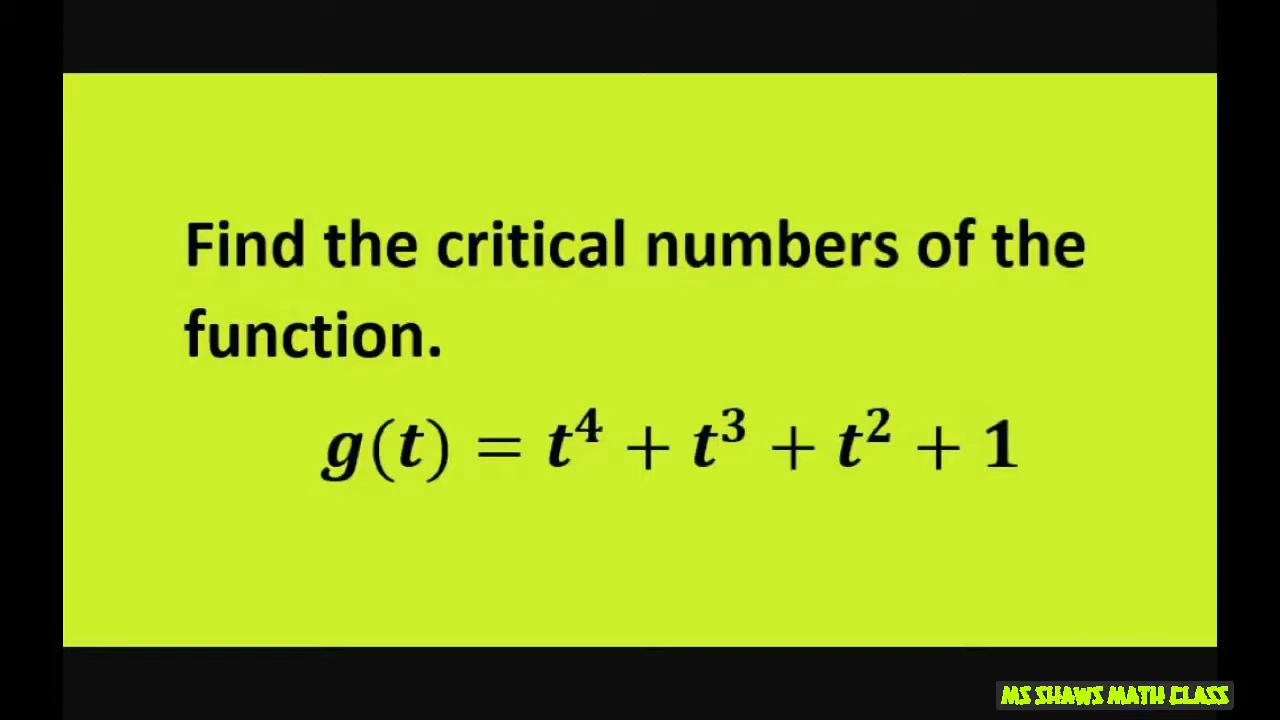 Find the critical numbers of the
function.
g(t) = t⁴ + t³ + t² + 1
MS SHAWS MATH CLASS